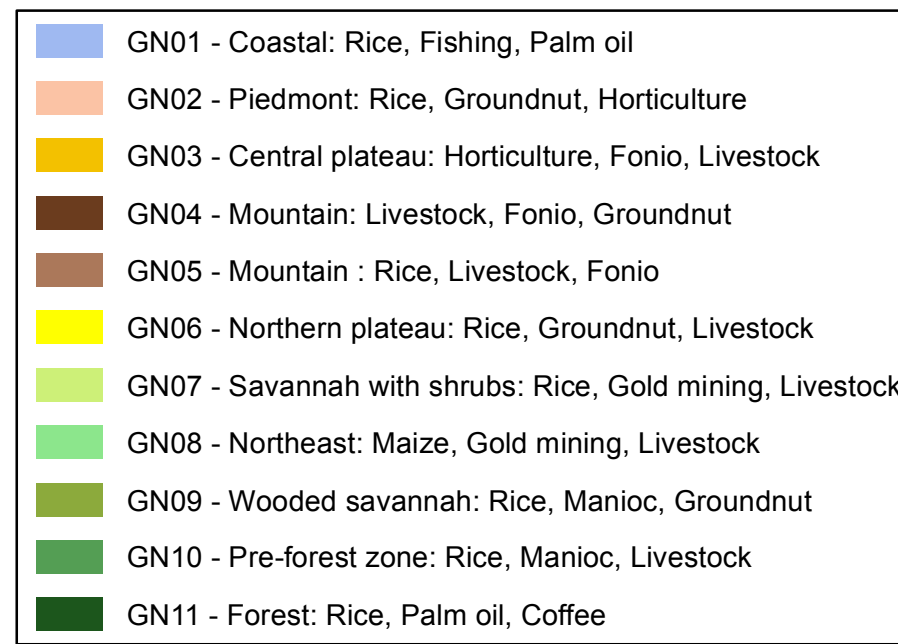 GN01 - Coastal: Rice, Fishing, Palm oil
GN02 - Piedmont: Rice, Groundnut, Horticulture
GN03 - Central plateau: Horticulture, Fonio, Livestock
GN04 - Mountain: Livestock, Fonio, Groundnut
GN05 - Mountain : Rice, Livestock, Fonio
GN06 - Northern plateau: Rice, Groundnut, Livestock
GN07 - Savannah with shrubs: Rice, Gold mining, Livestock
GN08 - Northeast: Maize, Gold mining, Livestock
GN09 - Wooded savannah: Rice, Manioc, Groundnut
GN10 - Pre-forest zone: Rice, Manioc, Livestock
GN11 - Forest: Rice, Palm oil, Coffee